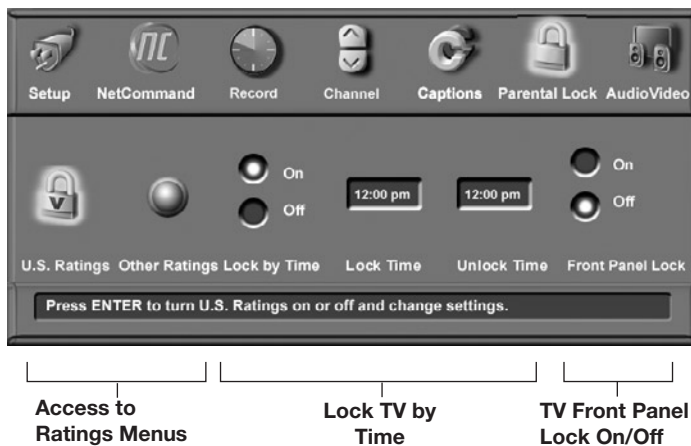 NC
Setup NetCommand Record Channel Captions Parental Lock AudioVideo
V
On
Off
12:00 pm
12:00 pm
On
Off
U.S. Ratings Other Ratings Lock by Time Lock Time Unlock Time Front Panel Lock
Press ENTER to turn U.S. Ratings on or off and change settings.
Access to
Ratings Menus
Lock TV by
Time
TV Front Panel
Lock On/Off